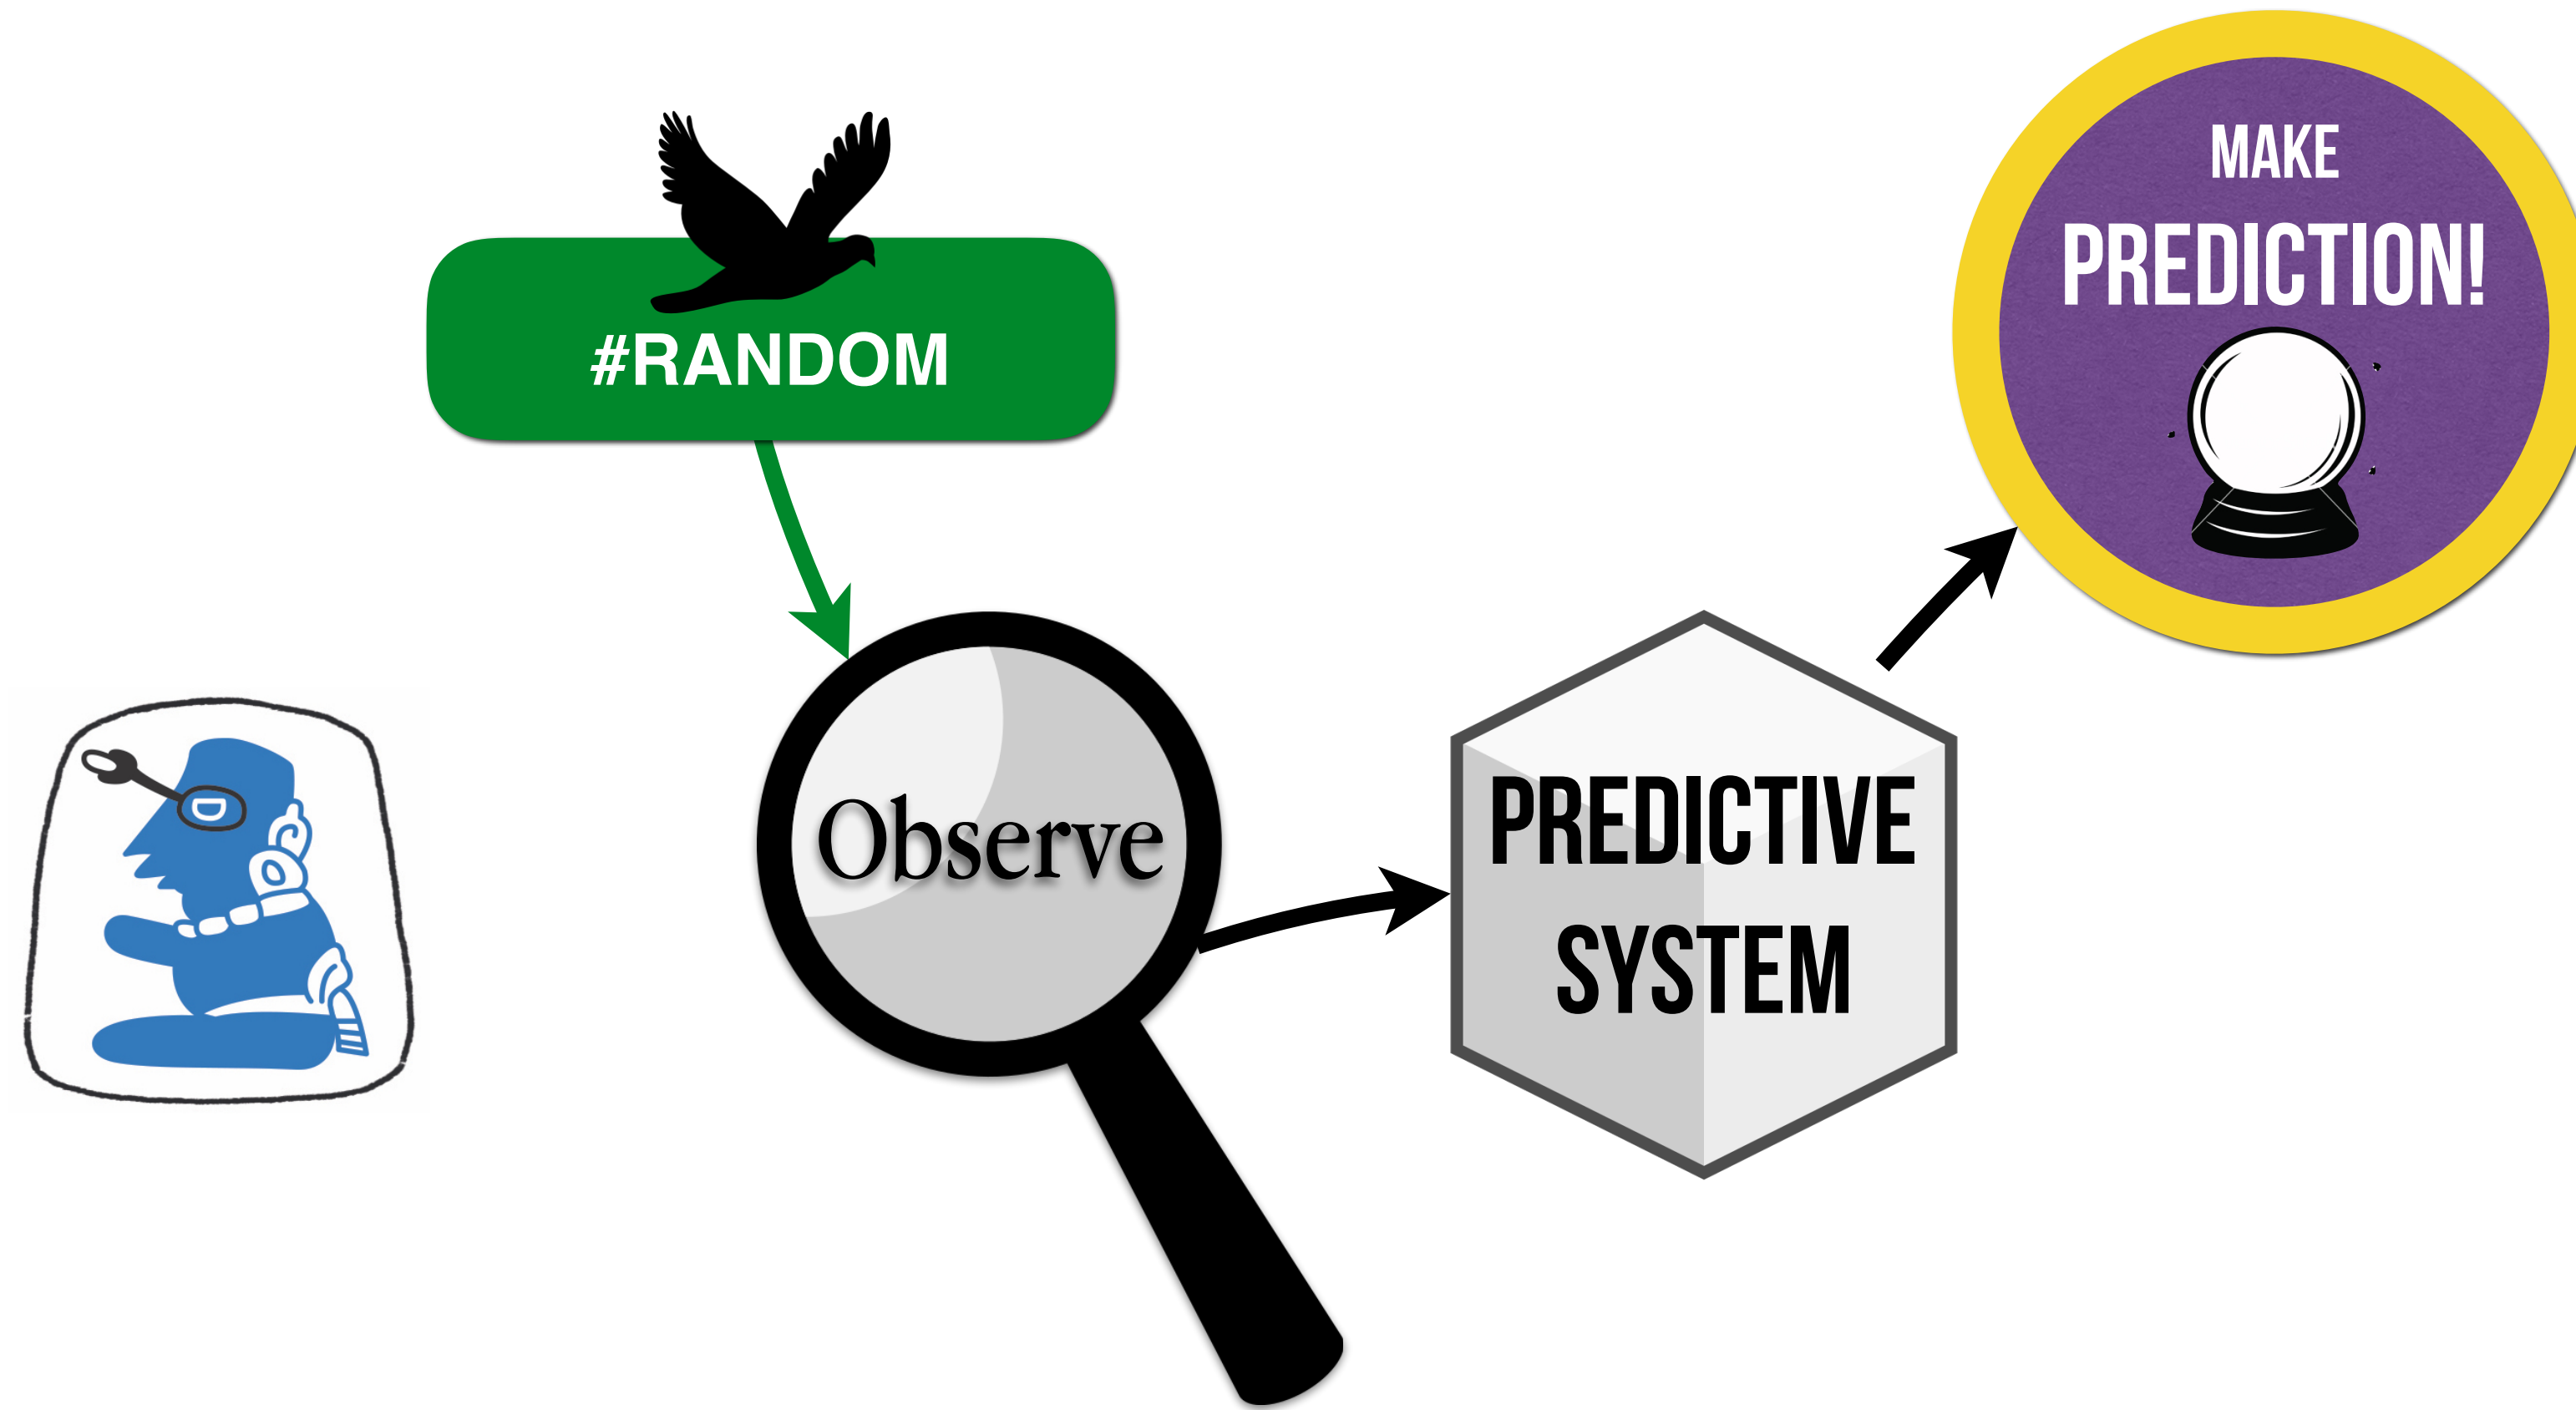 #RANDOM
Observe
PREDICTIVE
SYSTEM
MAKE
PREDICTION!